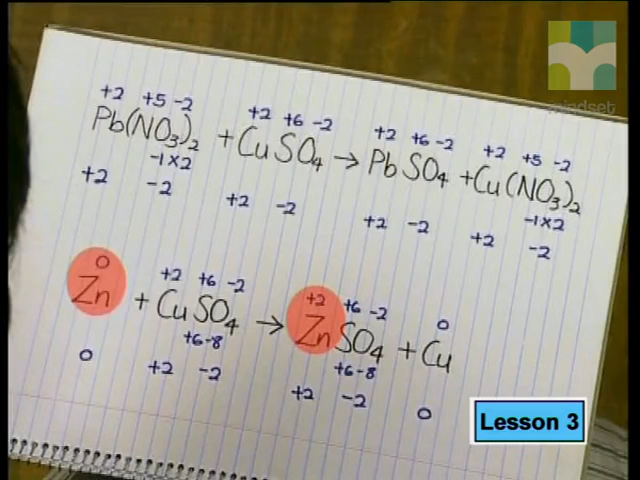 mindset
+2 +5 -2 +2 +6 -2 +2 +6 -2 +2 +5 -2
Pb(NO₃)₂ + CuSO₄ → PbSO₄ + Cu(NO₃)₂
-1×2 -1×2
+2 -2 +2 -2 +2 -2 +2 -2
0 +2 +6 -2 +2 +6 -2 0
Zn + CuSO₄ → ZnSO₄ + Cu
+6-8 +6-8
0 +2 -2 +2 -2 0
Lesson 3